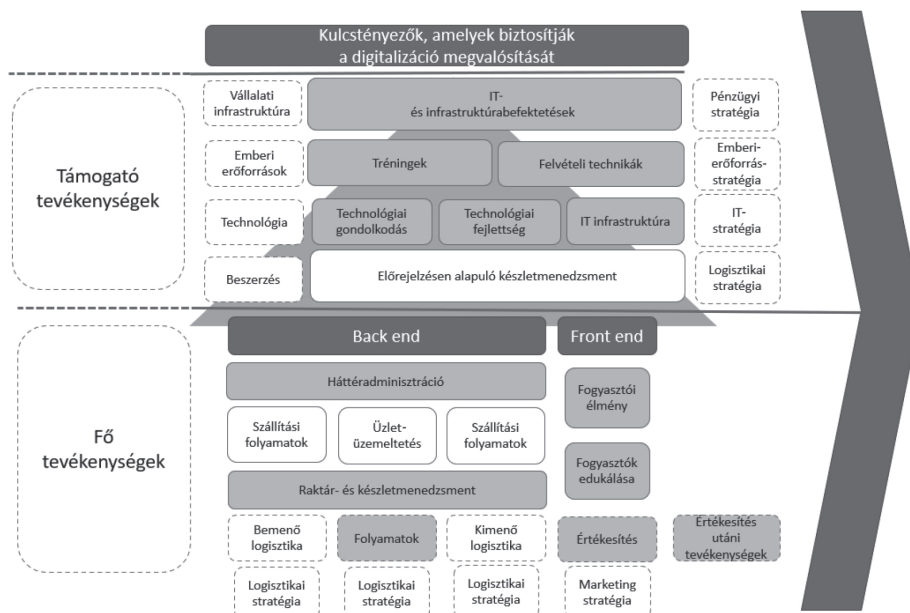 Kulcstényezők, amelyek biztosítják
a digitalizáció megvalósítását
Támogató
tevékenységek
Vállalati
infrastruktúra
IT-
és infrastruktúrabefektetések
Pénzügyi
stratégia
Emberi
erőforrások
Tréningek
Felvételi technikák
Emberi-
erőforrás-
stratégia
Technológia
Technológiai
gondolkodás
Technológiai
fejlettség
IT infrastruktúra
IT-
stratégia
Beszerzés
Előrejelzésen alapuló készletmenedzsment
Logisztikai
stratégia
Fő
tevékenységek
Back end
Front end
Háttéradminisztráció
Fogyasztói
élmény
Szállítási
folyamatok
Üzlet-
üzemeltetés
Szállítási
folyamatok
Fogyasztók
edukálása
Raktár- és készletmenedzsment
Bemenő
logisztika
Folyamatok
Kimenő
logisztika
Értékesítés
Értékesítés
utáni
tevékenységek
Logisztikai
stratégia
Logisztikai
stratégia
Logisztikai
stratégia
Marketing
stratégia